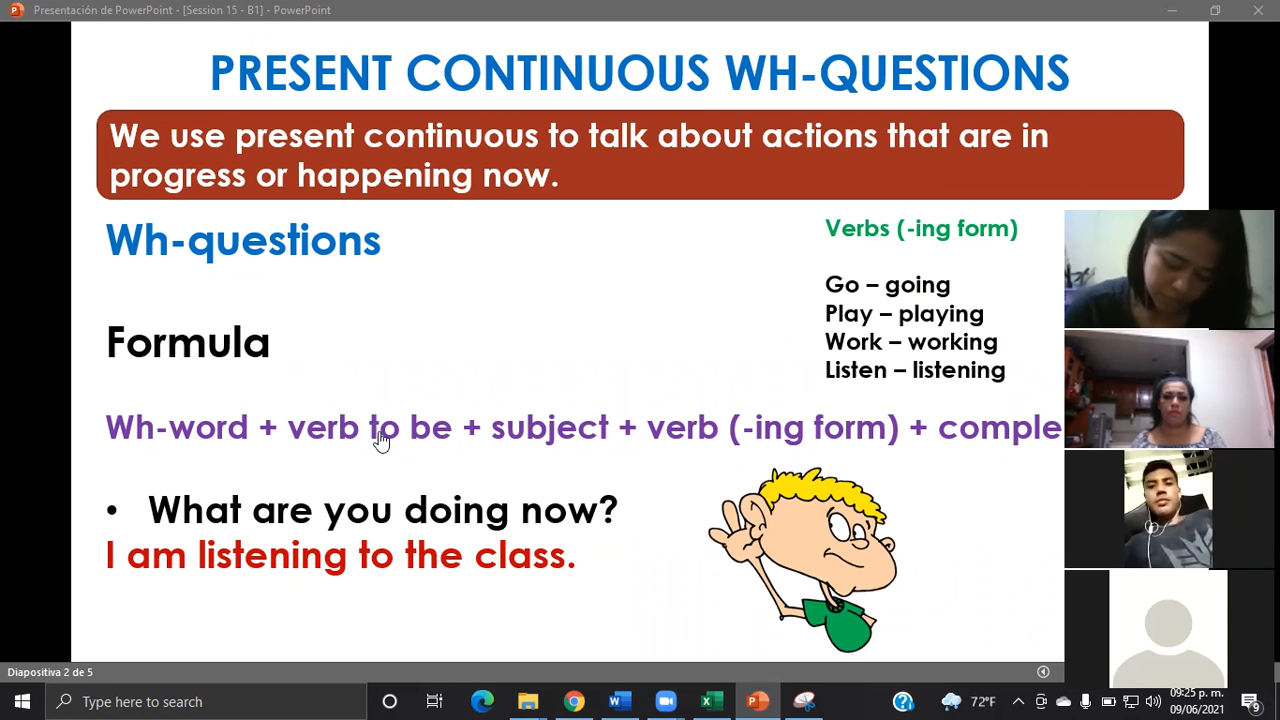 Presentación de PowerPoint - [Session 15 - B1] - PowerPoint
PRESENT CONTINUOUS WH-QUESTIONS
We use present continuous to talk about actions that are in
progress or happening now.
Wh-questions
Verbs (-ing form)
Go – going
Play – playing
Work – working
Listen – listening
Formula
Wh-word + verb to be + subject + verb (-ing form) + comple
• What are you doing now?
I am listening to the class.
Diapositiva 2 de 5
Type here to search
72°F
09:25 p. m.
09/06/2021
9